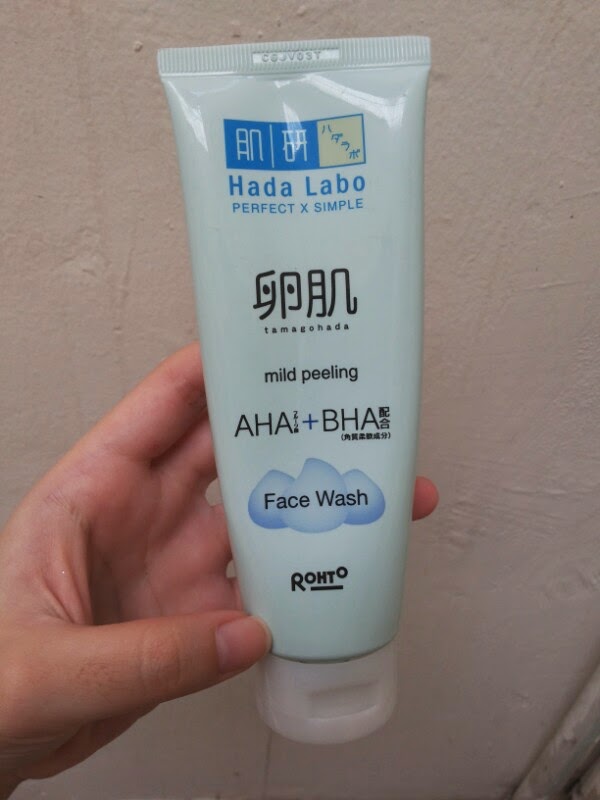 CSJV03Y
肌研 ハダラボ
Hada Labo
PERFECT X SIMPLE
卵肌
tamagohada
mild peeling
AHA+BHA配合
(角質柔軟成分)
Face Wash
ROHTO